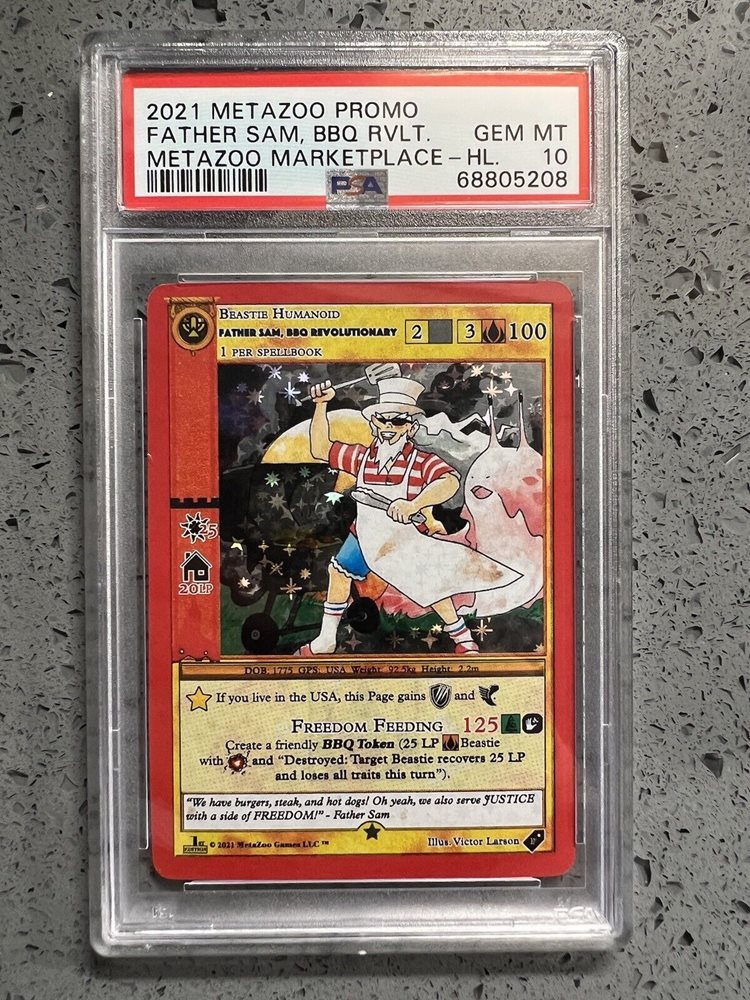 2021 METAZOO PROMO
FATHER SAM, BBQ RVLT. GEM MT
METAZOO MARKETPLACE-HL. 10
PSA 68805208
BEASTIE HUMANOID
FATHER SAM, BBQ REVOLUTIONARY 2 3 100
1 PER SPELLBOOK
25
20LP
DOB: 1775 GPS: USA Weight: 92.5kg Height: 2.2m
If you live in the USA, this Page gains and
FREEDOM FEEDING 125
Create a friendly BBQ Token (25 LP Beastie
with and "Destroyed: Target Beastie recovers 25 LP
and loses all traits this turn").
"We have burgers, steak, and hot dogs! Oh yeah, we also serve JUSTICE
with a side of FREEDOM!" - Father Sam
1ST EDITION © 2021 MetaZoo Games LLC ™ Illus. Victor Larson